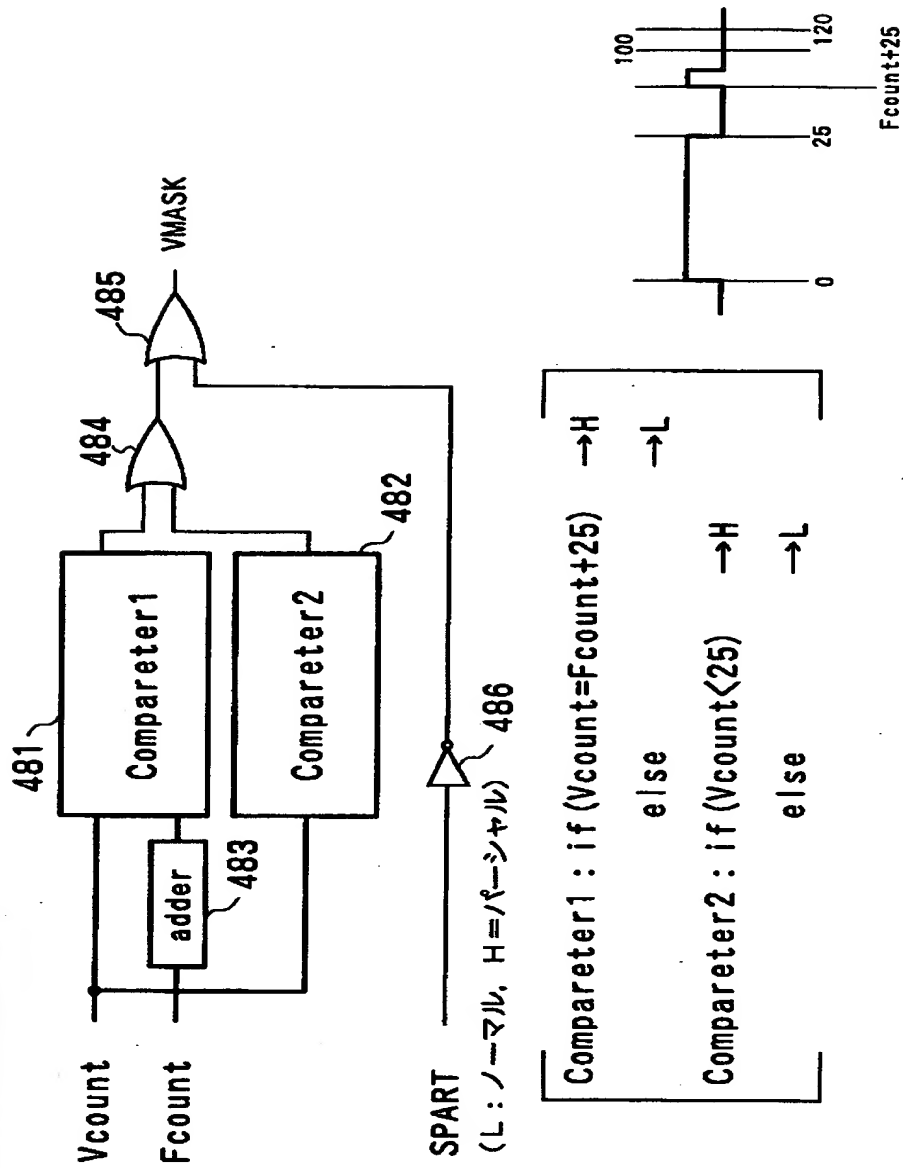 Vcount
Fcount
481
Compareter1
adder
483
Compareter2
482
484
485
VMASK
SPART
(L：ノーマル, H=パーシャル)
486
Compareter1 : if(Vcount=Fcount+25) →H
else →L
Compareter2 : if(Vcount<25) →H
else →L
100
0
25
120
Fcount+25